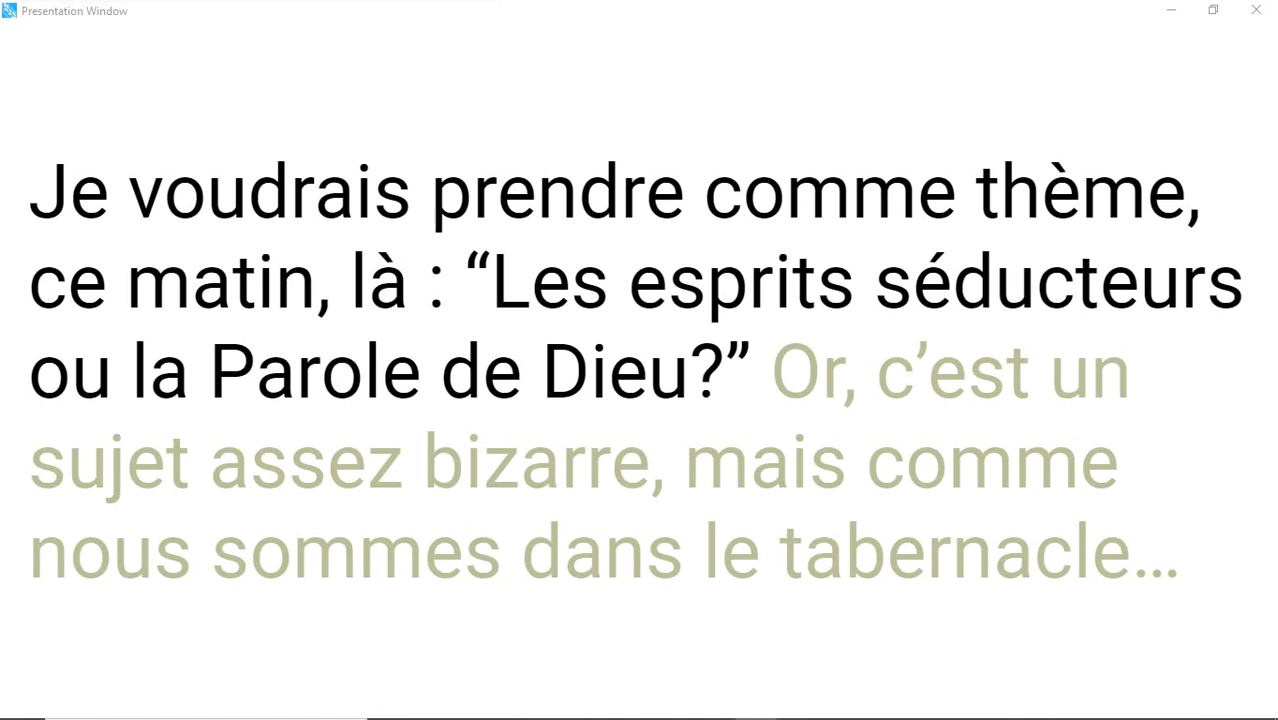 Presentation Window
Je voudrais prendre comme thème,
ce matin, là : “Les esprits séducteurs
ou la Parole de Dieu?” Or, c’est un
sujet assez bizarre, mais comme
nous sommes dans le tabernacle…